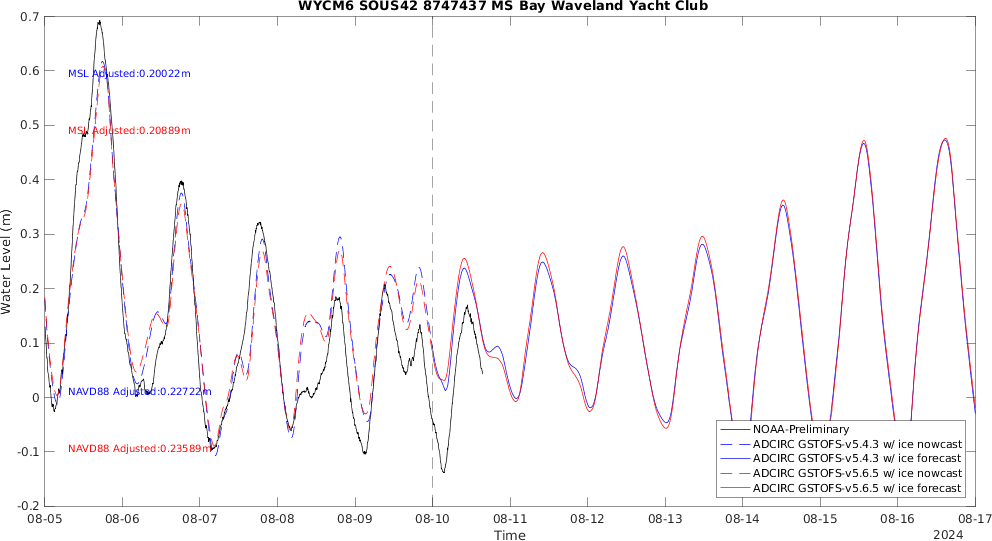 WYCM6 SOUS42 8747437 MS Bay Waveland Yacht Club
Water Level (m)
0.7
0.6
0.5
0.4
0.3
0.2
0.1
0
-0.1
-0.2
MSL Adjusted:0.20022m
MSL Adjusted:0.20889m
NAVD88 Adjusted:0.22722m
NAVD88 Adjusted:0.23589m
NOAA-Preliminary
ADCIRC GSTOFS-v5.4.3 w/ ice nowcast
ADCIRC GSTOFS-v5.4.3 w/ ice forecast
ADCIRC GSTOFS-v5.6.5 w/ ice nowcast
ADCIRC GSTOFS-v5.6.5 w/ ice forecast
08-05 08-06 08-07 08-08 08-09 08-10 08-11 08-12 08-13 08-14 08-15 08-16 08-17
Time
2024